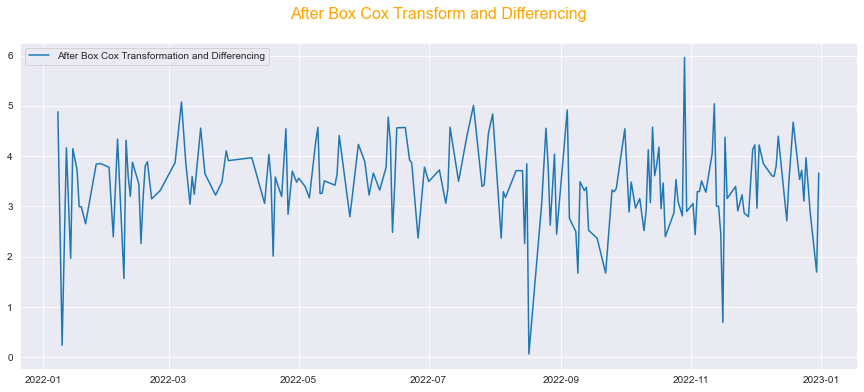 After Box Cox Transform and Differencing
After Box Cox Transformation and Differencing
6
5
4
3
2
1
0
2022-01 2022-03 2022-05 2022-07 2022-09 2022-11 2023-01